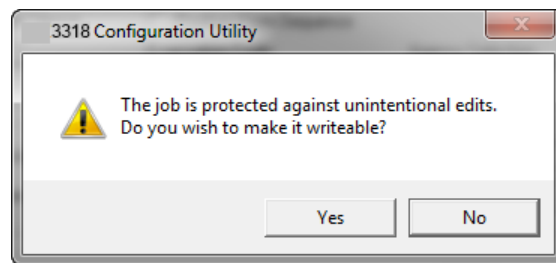 3318 Configuration Utility
The job is protected against unintentional edits.
Do you wish to make it writeable?
Yes
No